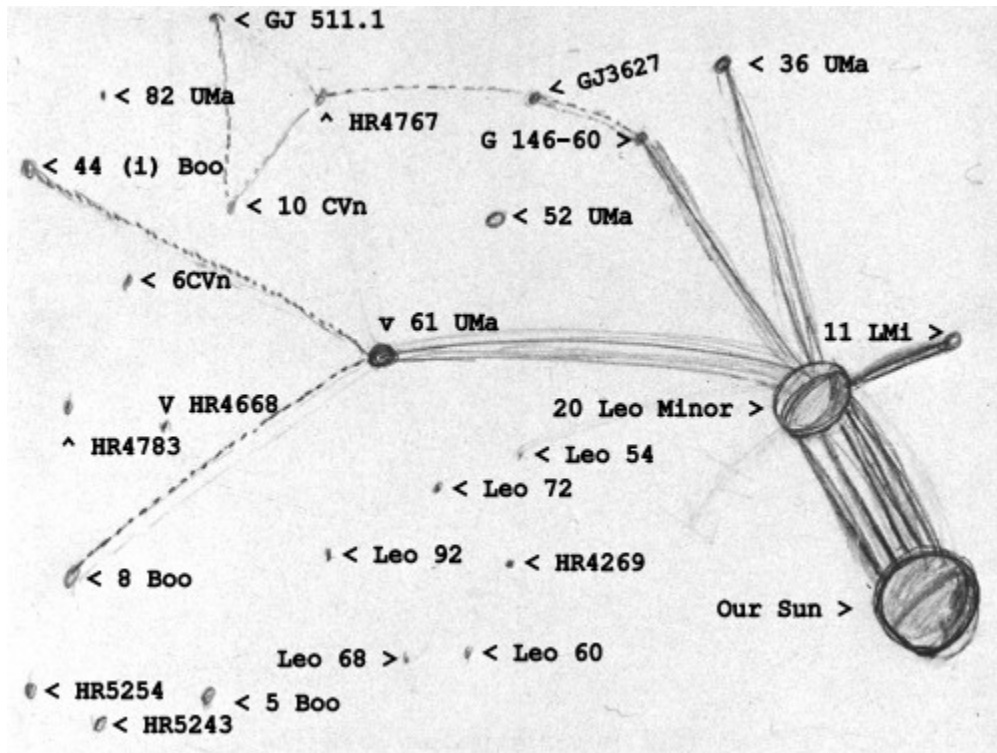 < GJ 511.1
< 82 UMa
^ HR4767
< GJ3627
< 36 UMa
G 146-60 >
< 44 (i) Boo
< 10 CVn
< 52 UMa
< 6CVn
v 61 UMa
11 LMi >
V HR4668
20 Leo Minor >
^ HR4783
< Leo 54
< Leo 72
< Leo 92
< HR4269
< 8 Boo
Our Sun >
Leo 68 >
< Leo 60
< HR5254
< 5 Boo
< HR5243